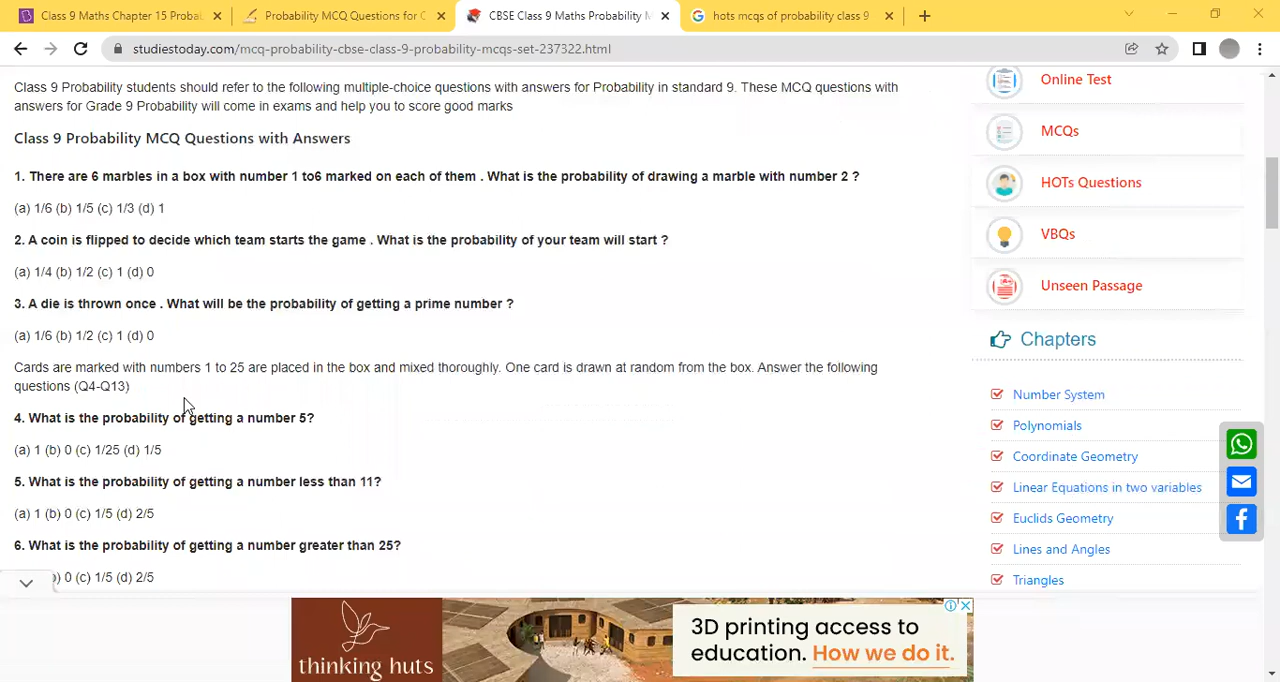 Class 9 Maths Chapter 15 Probal
Probability MCQ Questions for C
CBSE Class 9 Maths Probability M
hots mcqs of probability class 9
studiestoday.com/mcq-probability-cbse-class-9-probability-mcqs-set-237322.html
Class 9 Probability students should refer to the following multiple-choice questions with answers for Probability in standard 9. These MCQ questions with
answers for Grade 9 Probability will come in exams and help you to score good marks
Class 9 Probability MCQ Questions with Answers
1. There are 6 marbles in a box with number 1 to6 marked on each of them . What is the probability of drawing a marble with number 2 ?
(a) 1/6 (b) 1/5 (c) 1/3 (d) 1
2. A coin is flipped to decide which team starts the game . What is the probability of your team will start ?
(a) 1/4 (b) 1/2 (c) 1 (d) 0
3. A die is thrown once . What will be the probability of getting a prime number ?
(a) 1/6 (b) 1/2 (c) 1 (d) 0
Cards are marked with numbers 1 to 25 are placed in the box and mixed thoroughly. One card is drawn at random from the box. Answer the following
questions (Q4-Q13)
4. What is the probability of getting a number 5?
(a) 1 (b) 0 (c) 1/25 (d) 1/5
5. What is the probability of getting a number less than 11?
(a) 1 (b) 0 (c) 1/5 (d) 2/5
6. What is the probability of getting a number greater than 25?
) 0 (c) 1/5 (d) 2/5
Online Test
MCQs
HOTs Questions
VBQs
Unseen Passage
Chapters
Number System
Polynomials
Coordinate Geometry
Linear Equations in two variables
Euclids Geometry
Lines and Angles
Triangles
thinking huts
3D printing access to
education. How we do it.